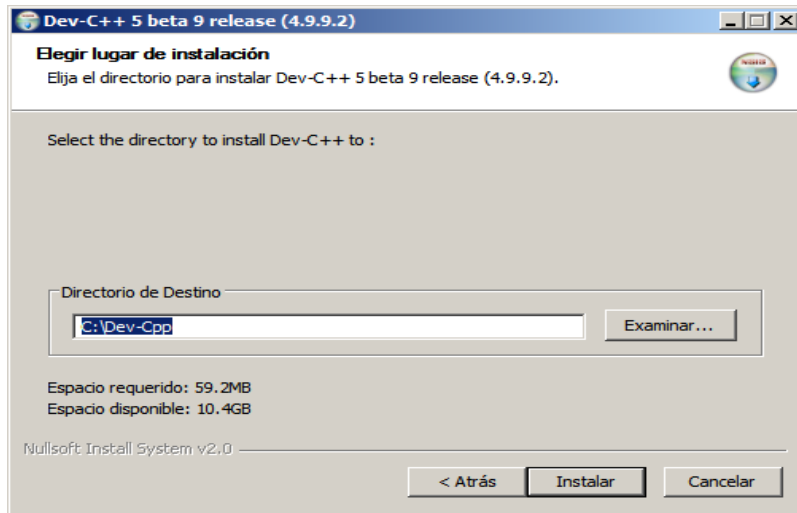 Dev-C++ 5 beta 9 release (4.9.9.2)
Elegir lugar de instalación
Elija el directorio para instalar Dev-C++ 5 beta 9 release (4.9.9.2).
Select the directory to install Dev-C++ to :
Directorio de Destino
C:\Dev-Cpp
Examinar...
Espacio requerido: 59.2MB
Espacio disponible: 10.4GB
Nullsoft Install System v2.0
< Atrás
Instalar
Cancelar